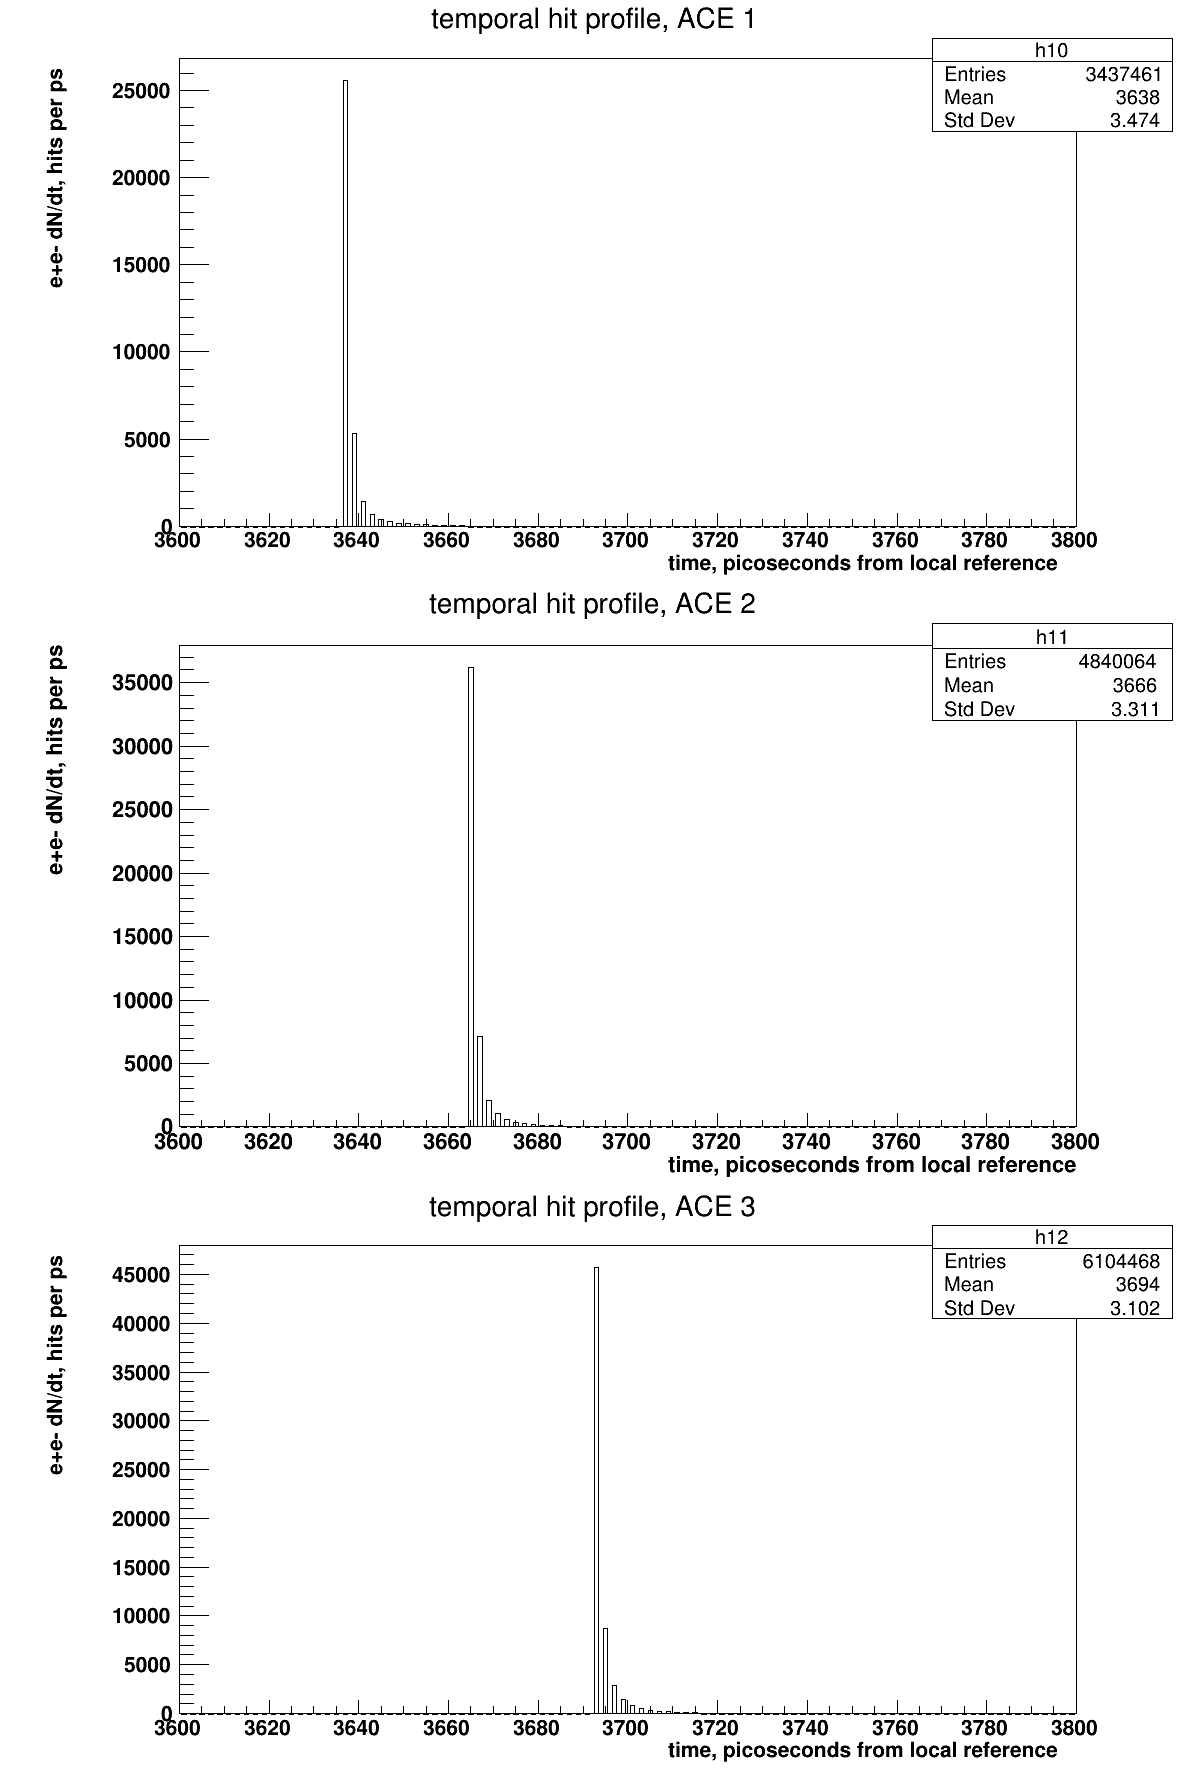 temporal hit profile, ACE 1
h10
Entries 3437461
Mean 3638
Std Dev 3.474
e+e- dN/dt, hits per ps
25000
20000
15000
10000
5000
0
3600 3620 3640 3660 3680 3700 3720 3740 3760 3780 3800
time, picoseconds from local reference
temporal hit profile, ACE 2
h11
Entries 4840064
Mean 3666
Std Dev 3.311
e+e- dN/dt, hits per ps
35000
30000
25000
20000
15000
10000
5000
0
3600 3620 3640 3660 3680 3700 3720 3740 3760 3780 3800
time, picoseconds from local reference
temporal hit profile, ACE 3
h12
Entries 6104468
Mean 3694
Std Dev 3.102
e+e- dN/dt, hits per ps
45000
40000
35000
30000
25000
20000
15000
10000
5000
0
3600 3620 3640 3660 3680 3700 3720 3740 3760 3780 3800
time, picoseconds from local reference